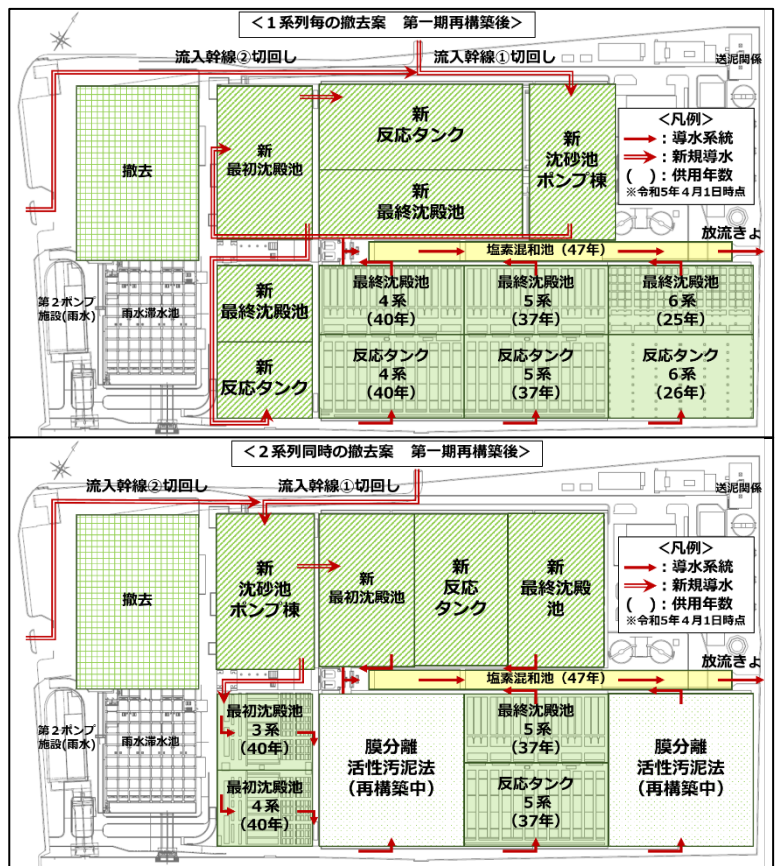 ＜１系列毎の撤去案　第一期再構築後＞
流入幹線②切回し
流入幹線①切回し
送泥関係
撤去
新
最初沈殿池
新
反応タンク
新
最終沈殿池
新
沈砂池
ポンプ棟
＜凡例＞
：導水系統
：新規導水
（　）：供用年数
※令和5年４月1日時点
放流きょ
塩素混和池（47年）
第２ポンプ
施設(雨水)
雨水滞水池
新
最終沈殿池
新
反応タンク
最終沈殿池
４系
（40年）
最終沈殿池
５系
（37年）
最終沈殿池
６系
（25年）
反応タンク
４系
（40年）
反応タンク
５系
（37年）
反応タンク
６系
（26年）
＜２系列同時の撤去案　第一期再構築後＞
流入幹線②切回し
流入幹線①切回し
送泥関係
撤去
新
沈砂池
ポンプ棟
新
最初沈殿池
新
反応
タンク
新
最終沈殿
池
＜凡例＞
：導水系統
：新規導水
（　）：供用年数
※令和5年４月1日時点
放流きょ
塩素混和池（47年）
第２ポンプ
施設(雨水)
雨水滞水池
最初沈殿池
３系
（40年）
最初沈殿池
４系
（40年）
膜分離
活性汚泥法
（再構築中）
最終沈殿池
５系
（37年）
反応タンク
５系
（37年）
膜分離
活性汚泥法
（再構築中）